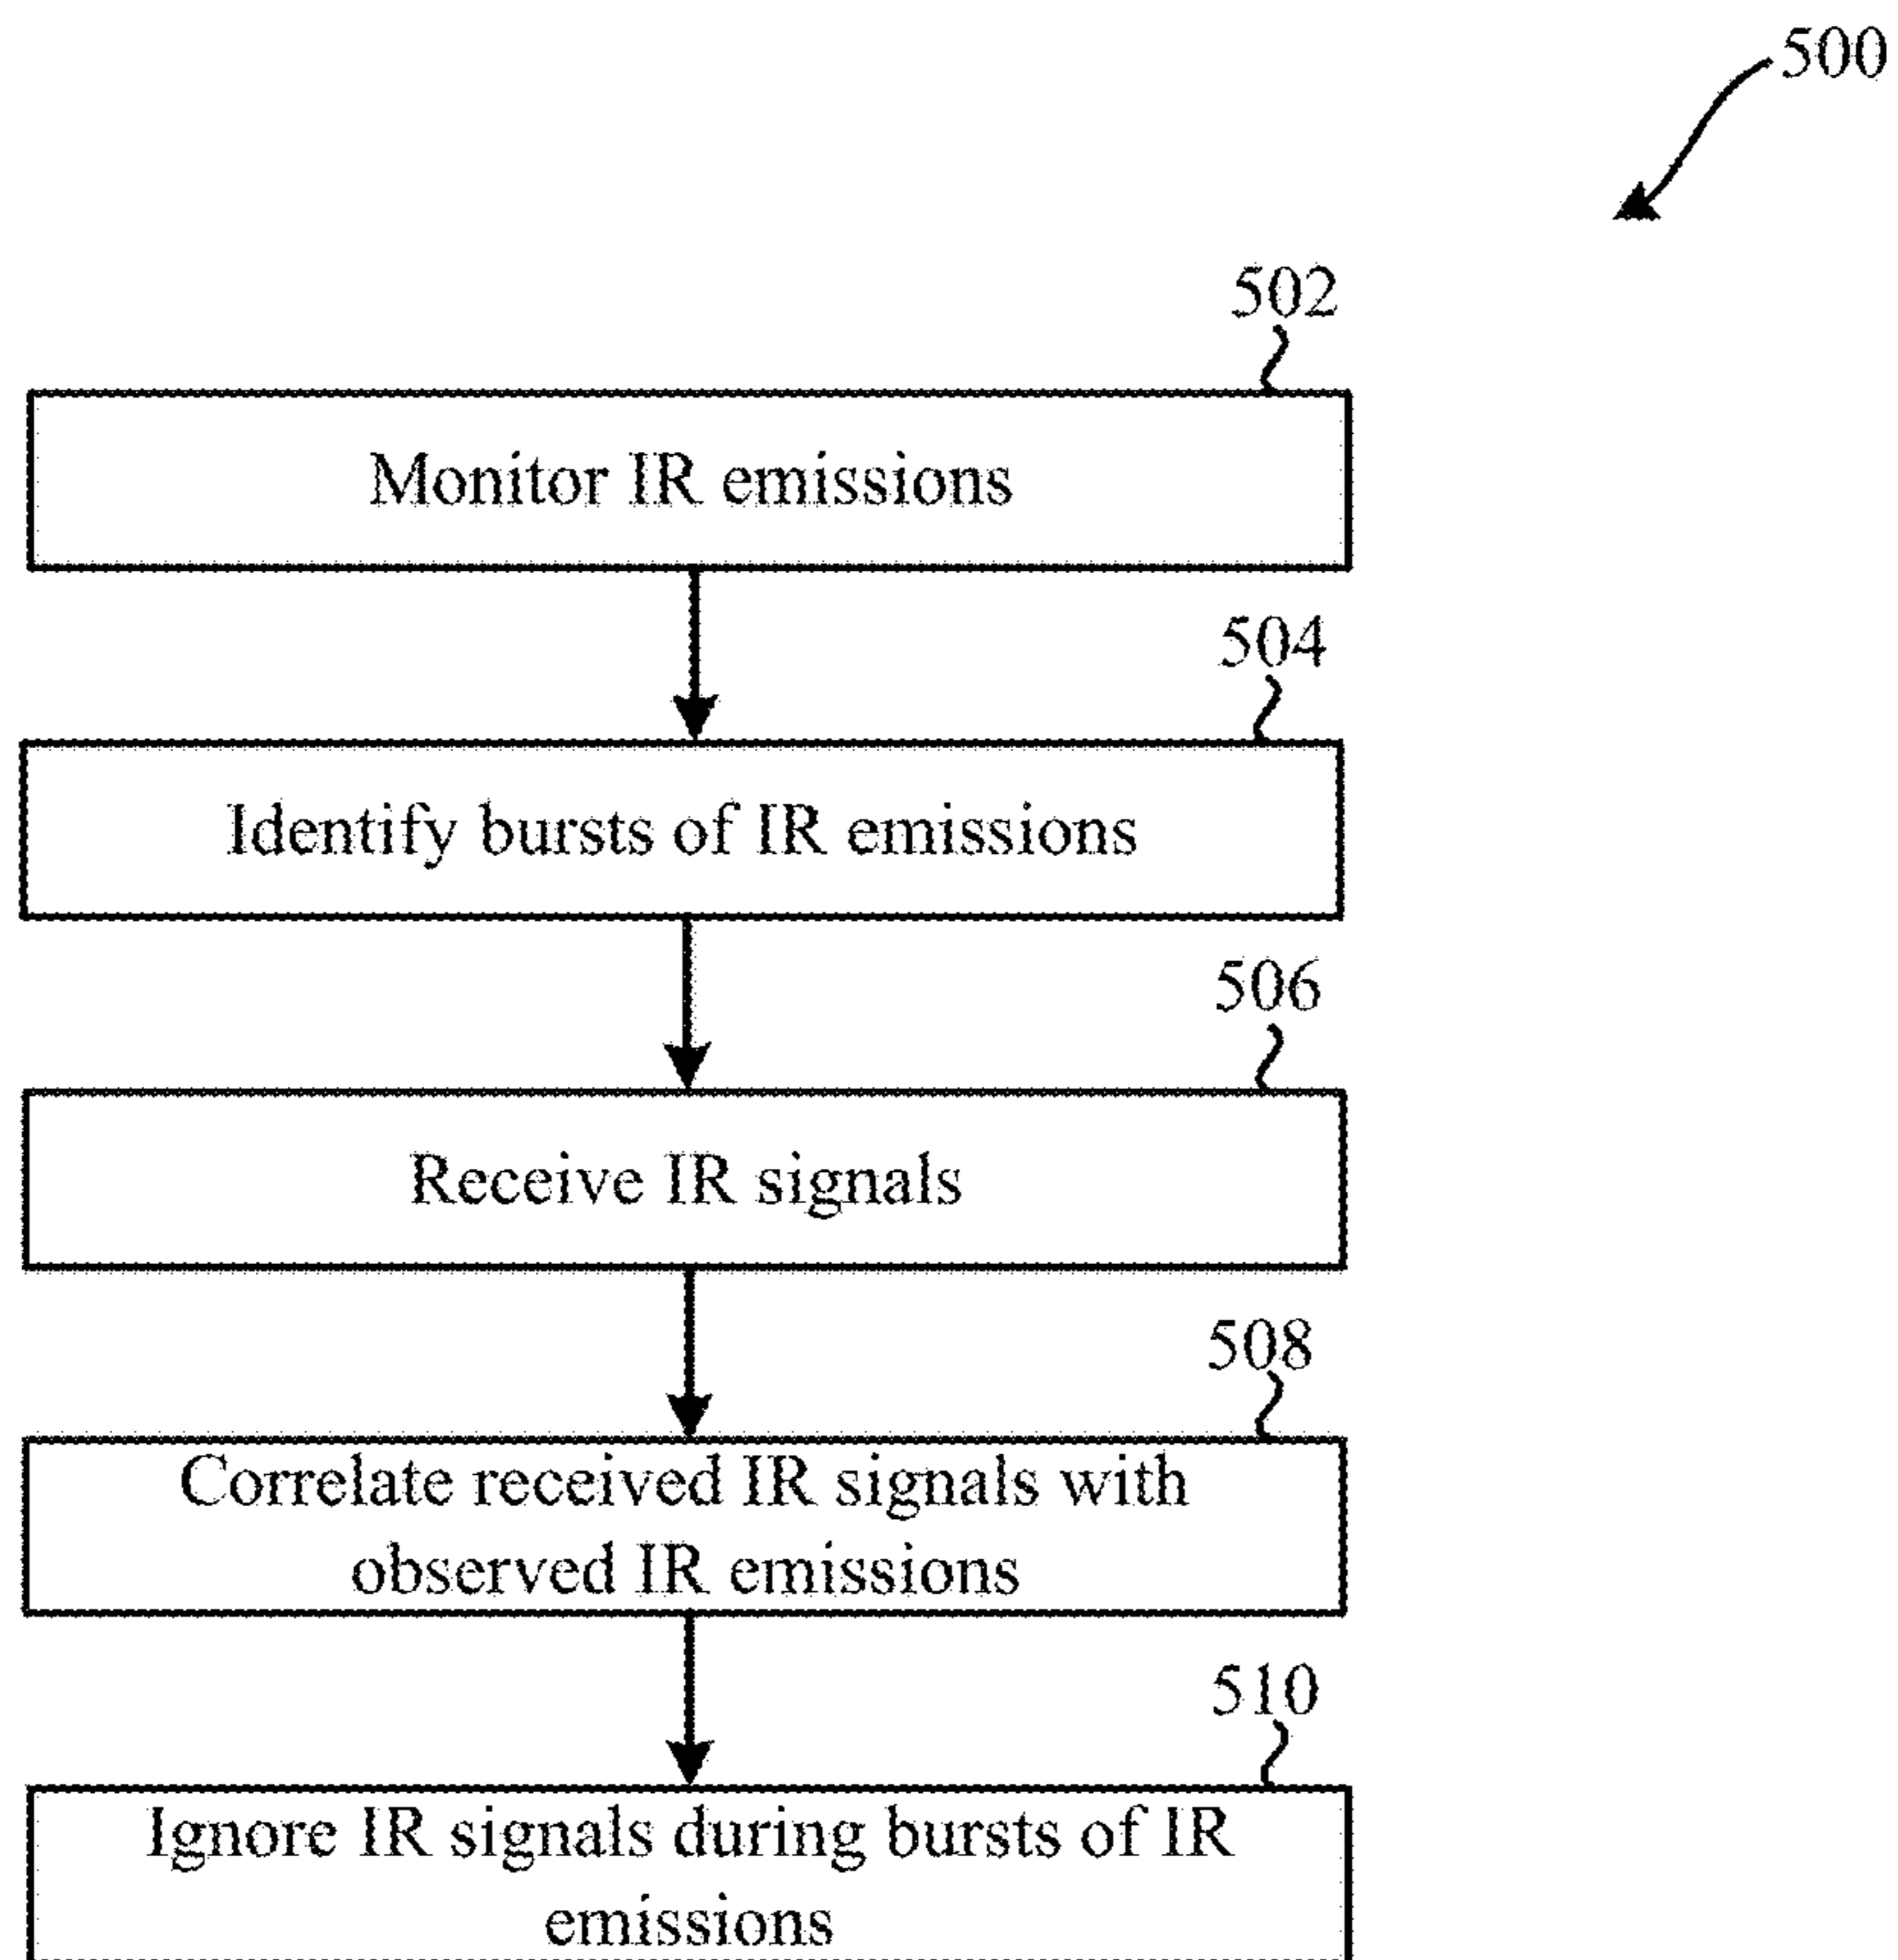 500
502
Monitor IR emissions
504
Identify bursts of IR emissions
506
Receive IR signals
508
Correlate received IR signals with
observed IR emissions
510
Ignore IR signals during bursts of IR
emissions